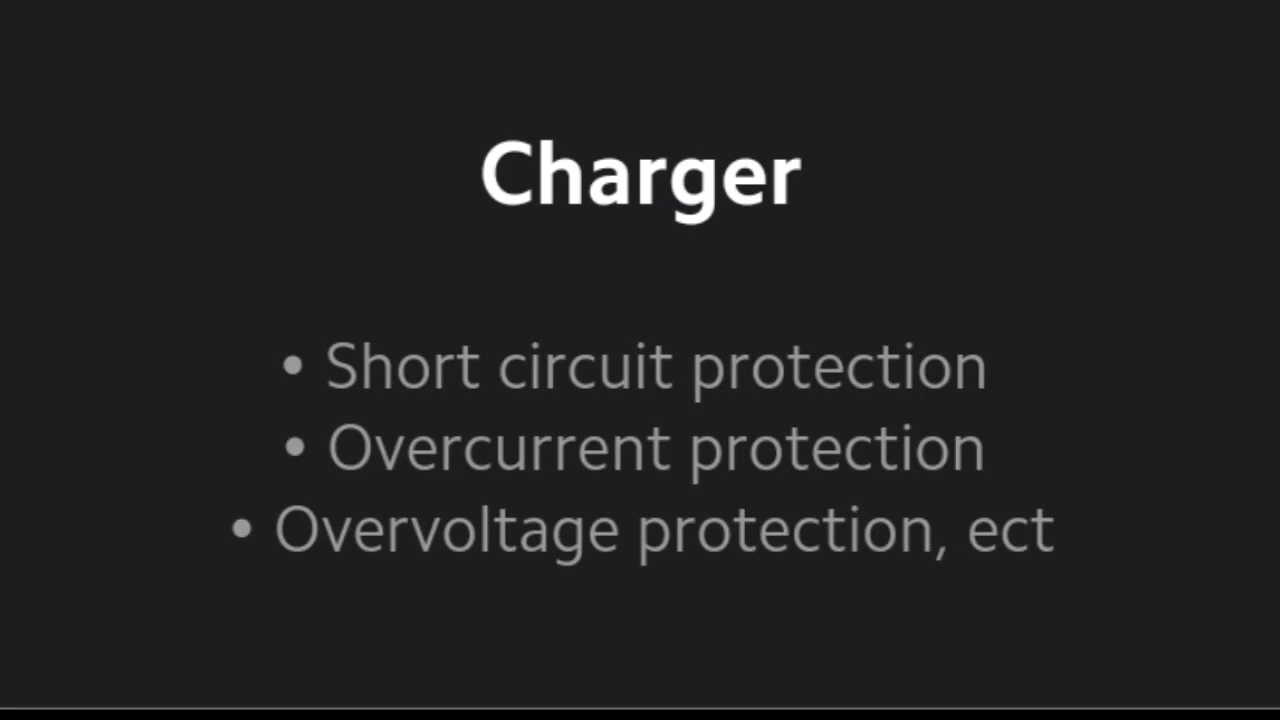 Charger
• Short circuit protection
• Overcurrent protection
• Overvoltage protection, ect